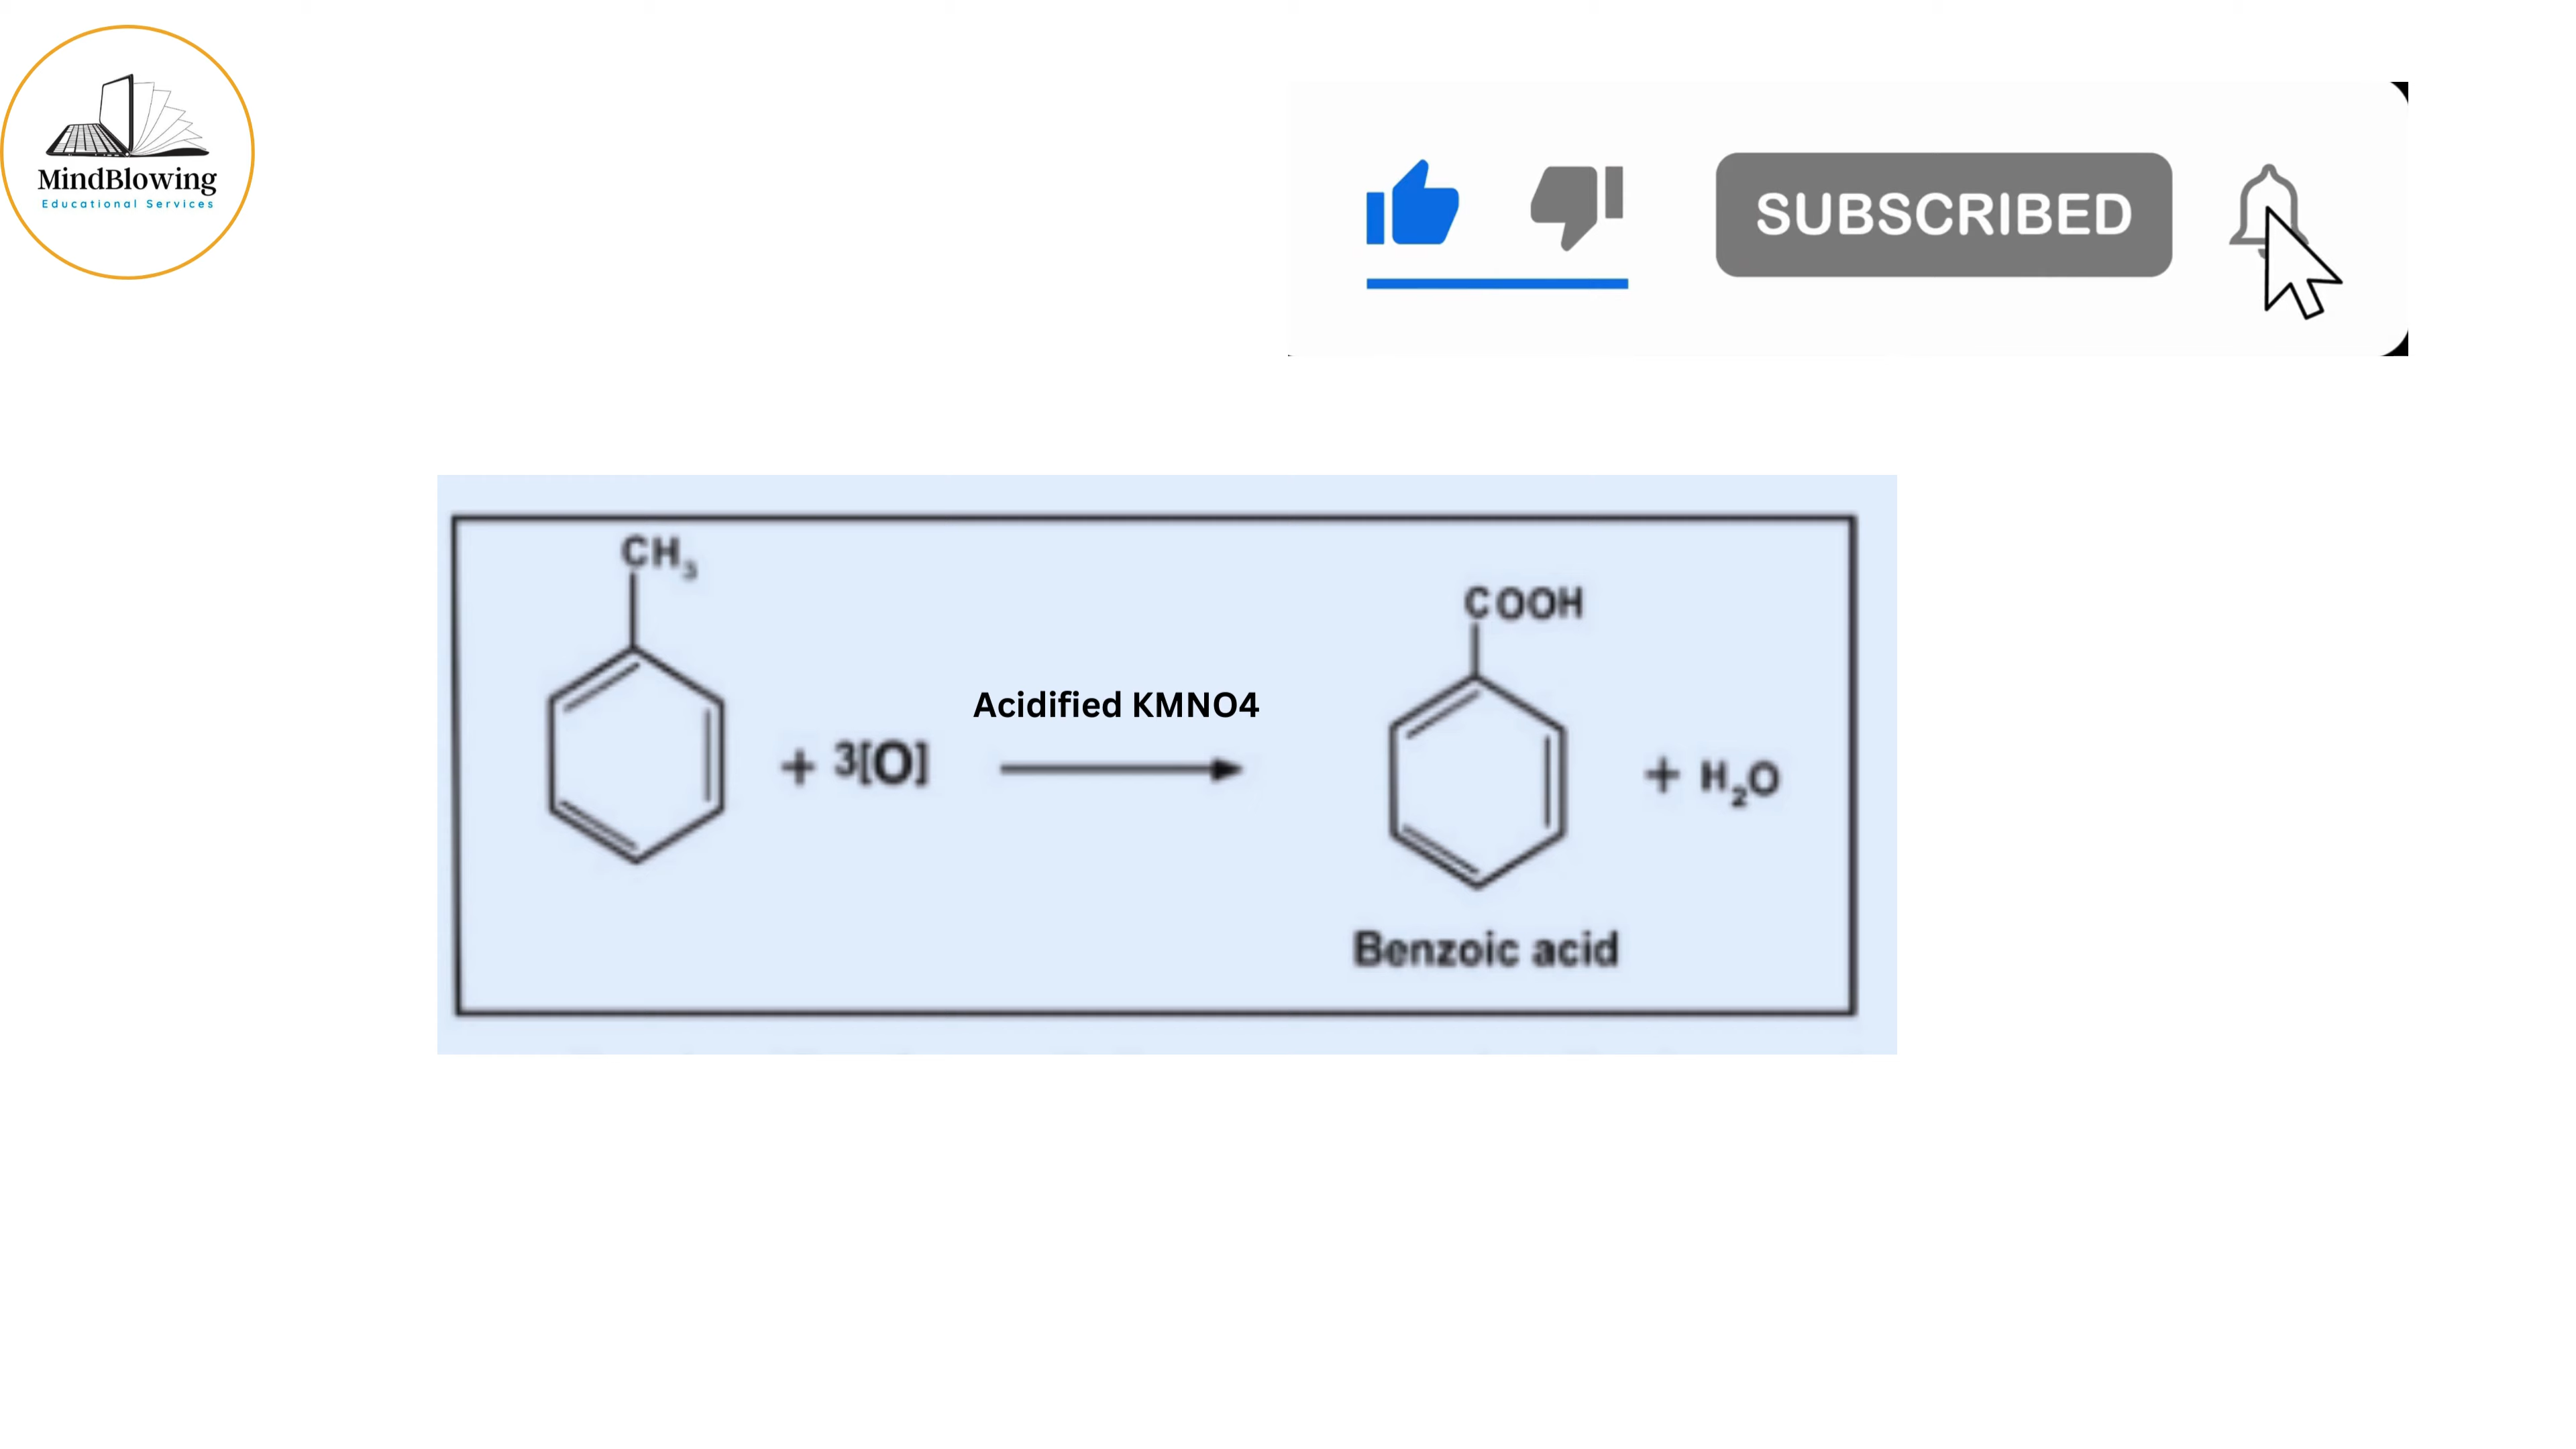 MindBlowing
Educational Services
SUBSCRIBED
CH₃
COOH
Acidified KMNO4
+ 3[O]
+ H₂O
Benzoic acid